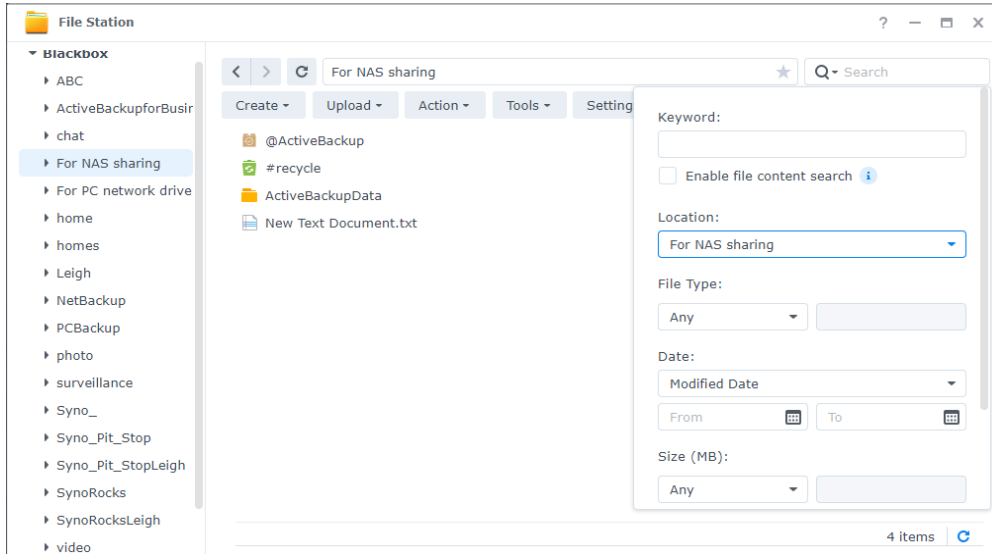 File Station
?
Blackbox
ABC
ActiveBackupforBusir
chat
For NAS sharing
For PC network drive
home
homes
Leigh
NetBackup
PCBackup
photo
surveillance
Syno_
Syno_Pit_Stop
Syno_Pit_StopLeigh
SynoRocks
SynoRocksLeigh
video
For NAS sharing
Search
Create
Upload
Action
Tools
Setting
@ActiveBackup
#recycle
ActiveBackupData
New Text Document.txt
Keyword:
Enable file content search i
Location:
For NAS sharing
File Type:
Any
Date:
Modified Date
From To
Size (MB):
Any
4 items